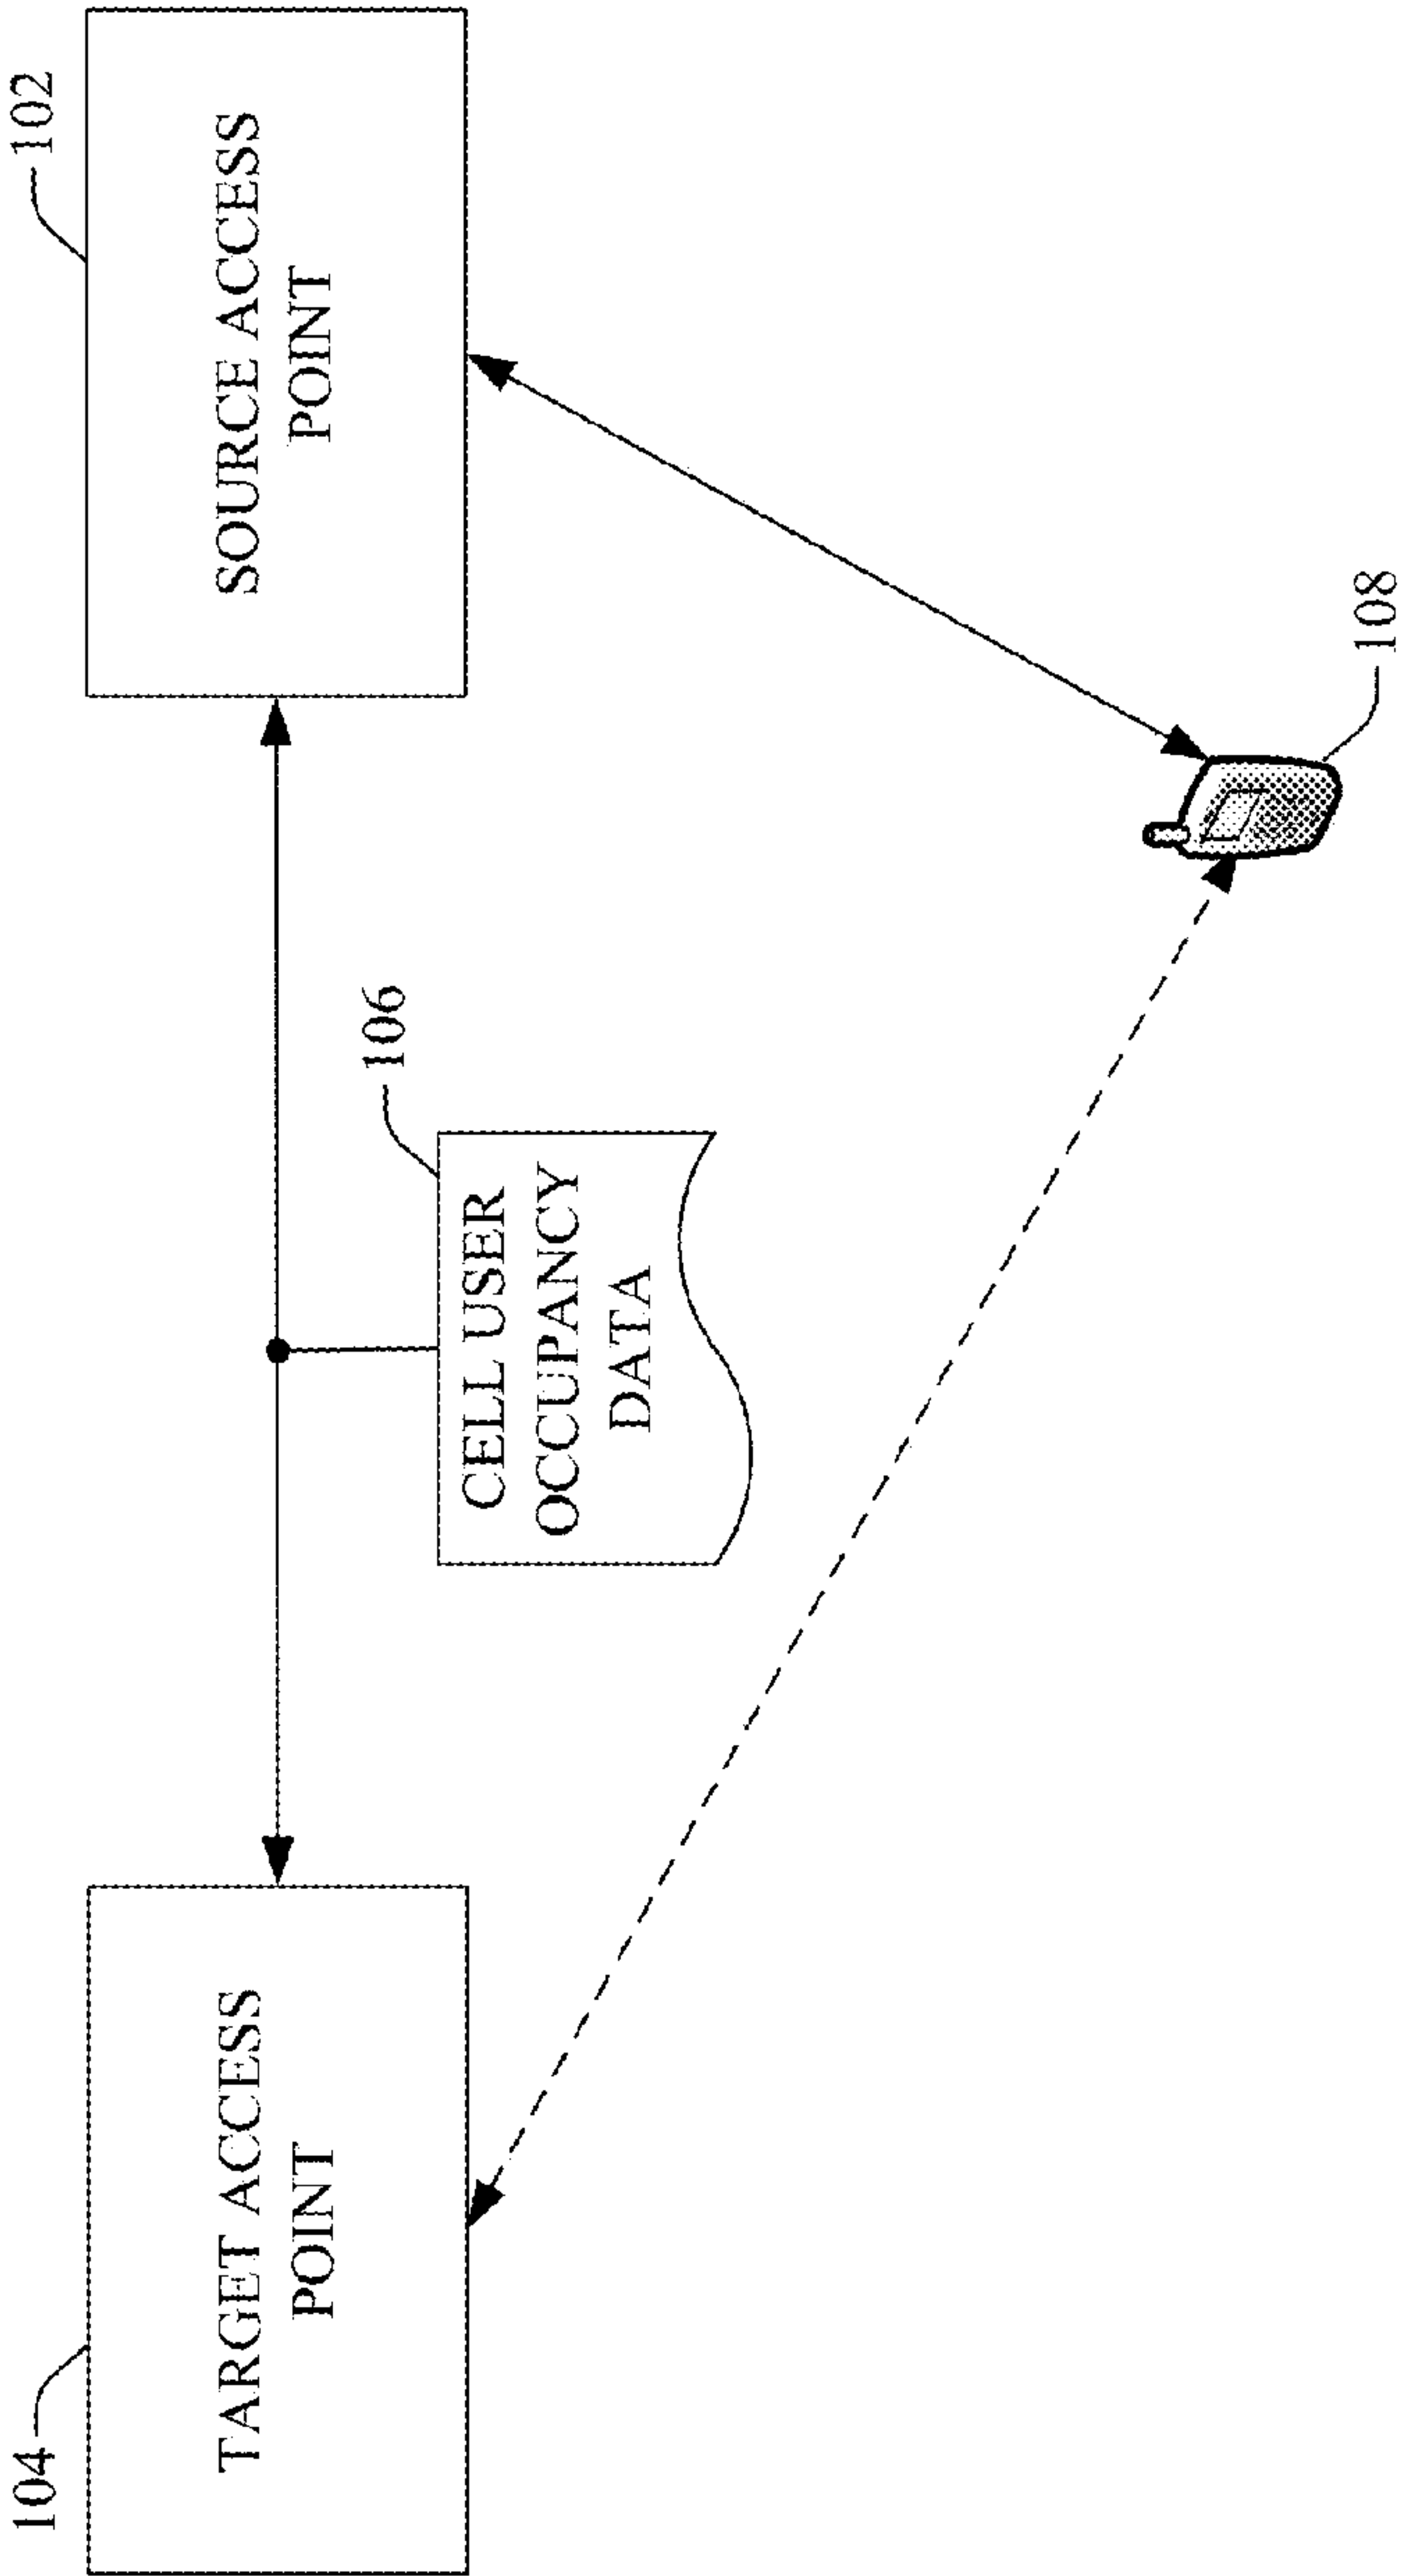 104
TARGET ACCESS
POINT
102
SOURCE ACCESS
POINT
106
CELL USER
OCCUPANCY
DATA
108